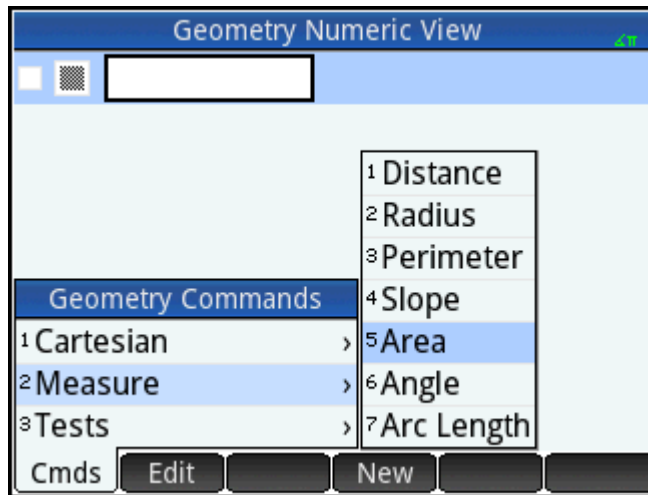 Geometry Numeric View
∡π
1 Distance
2 Radius
3 Perimeter
4 Slope
5 Area
6 Angle
7 Arc Length
Geometry Commands
1 Cartesian ›
2 Measure ›
3 Tests ›
Cmds Edit New